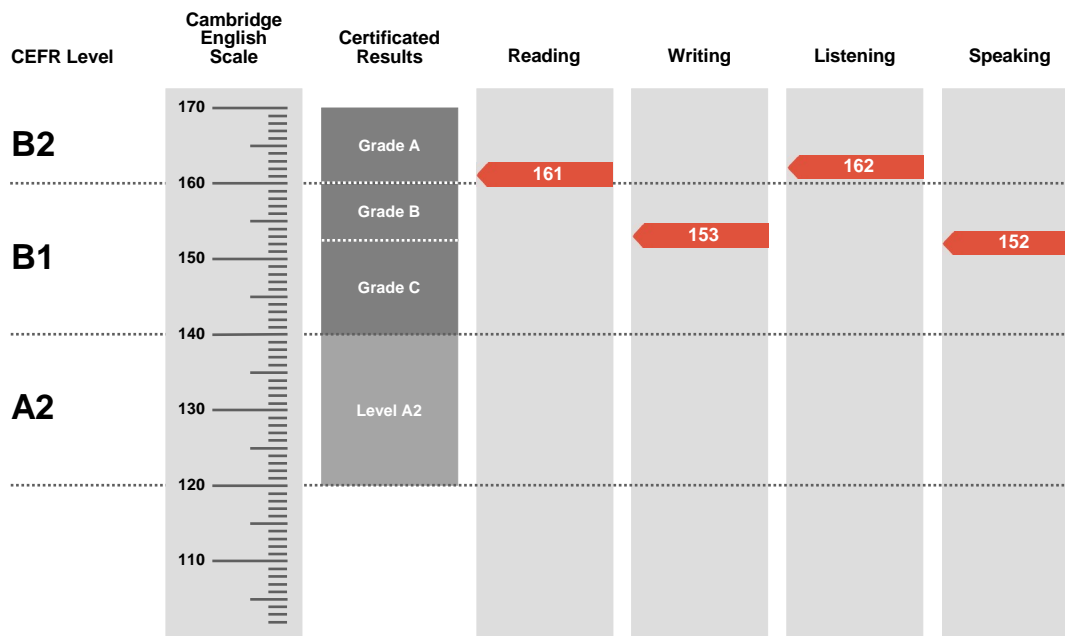 CEFR Level
Cambridge
English
Scale
Certificated
Results
Reading
Writing
Listening
Speaking
170
B2
Grade A
161
162
160
Grade B
153
152
B1
150
Grade C
140
A2
130
Level A2
120
110